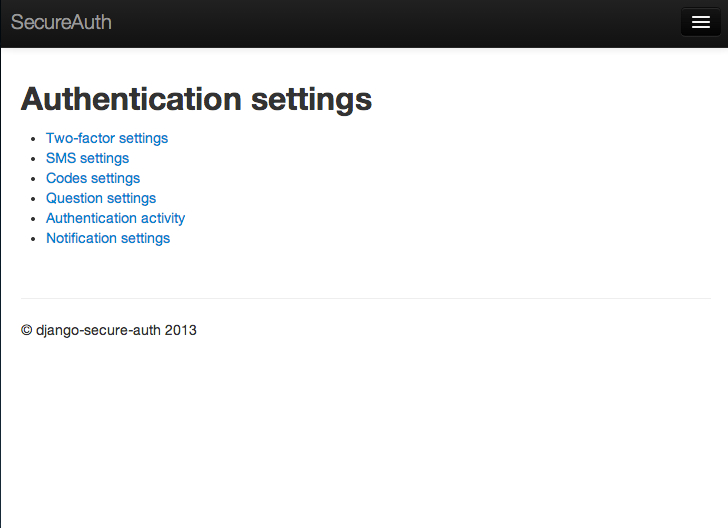 SecureAuth
Authentication settings
Two-factor settings
SMS settings
Codes settings
Question settings
Authentication activity
Notification settings
© django-secure-auth 2013